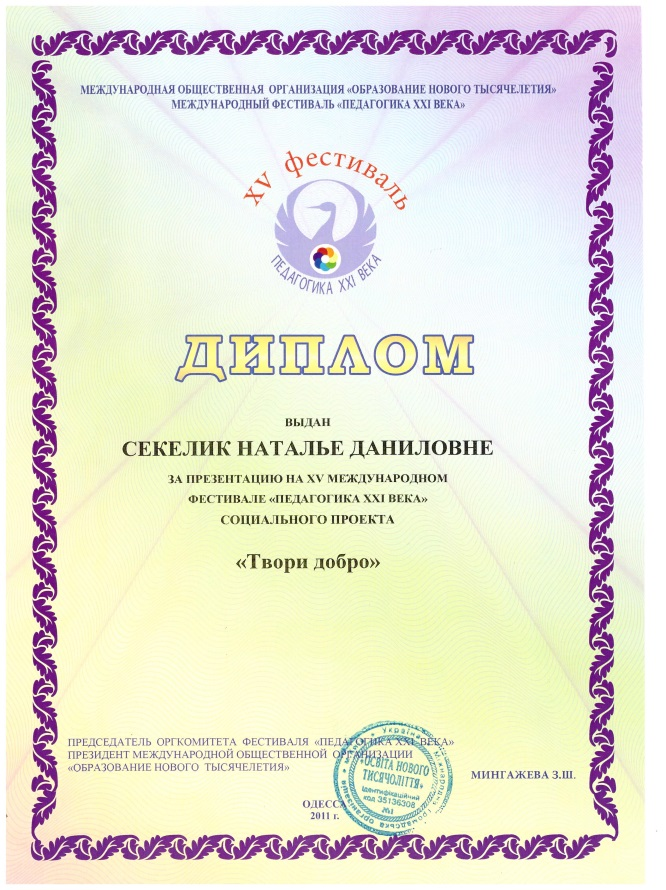 МЕЖДУНАРОДНАЯ ОБЩЕСТВЕННАЯ ОРГАНИЗАЦИЯ «ОБРАЗОВАНИЕ НОВОГО ТЫСЯЧЕЛЕТИЯ»
МЕЖДУНАРОДНЫЙ ФЕСТИВАЛЬ «ПЕДАГОГИКА XXI ВЕКА»
XV фестиваль
ПЕДАГОГИКА XXI ВЕКА
ДИПЛОМ
ВЫДАН
СЕКЕЛИК НАТАЛЬЕ ДАНИЛОВНЕ
ЗА ПРЕЗЕНТАЦИЮ НА XV МЕЖДУНАРОДНОМ
ФЕСТИВАЛЕ «ПЕДАГОГИКА XXI ВЕКА»
СОЦИАЛЬНОГО ПРОЕКТА
«Твори добро»
ПРЕДСЕДАТЕЛЬ ОРГКОМИТЕТА ФЕСТИВАЛЯ «ПЕДАГОГИКА XXI ВЕКА»
ПРЕЗИДЕНТ МЕЖДУНАРОДНОЙ ОБЩЕСТВЕННОЙ ОРГАНИЗАЦИИ
«ОБРАЗОВАНИЕ НОВОГО ТЫСЯЧЕЛЕТИЯ»
МИНГАЖЕВА З.Ш.
«ОСВІТА НОВОГО
ТИСЯЧОЛІТТЯ»
Ідентифікаційний
код 35136308
№1
громадська організація
ОДЕССА
2011 г.